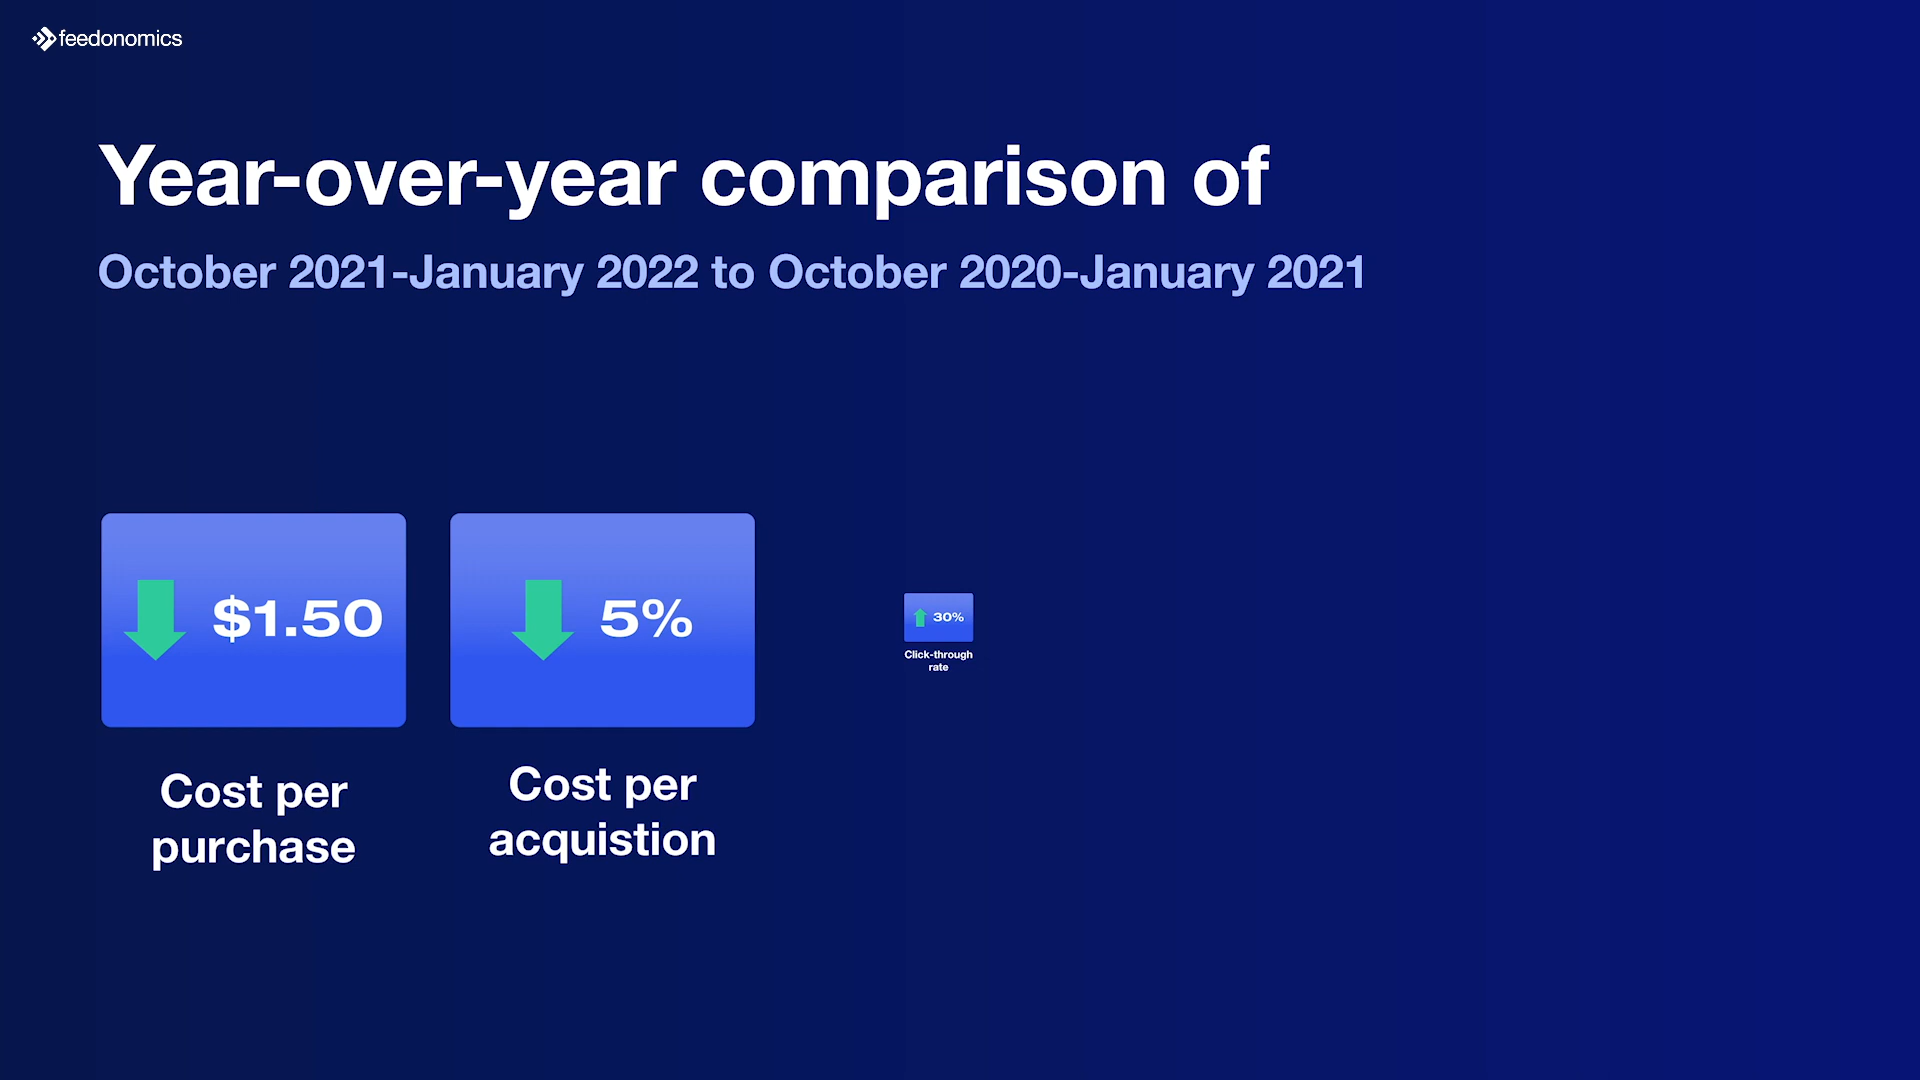 feedonomics
Year-over-year comparison of
October 2021-January 2022 to October 2020-January 2021
$1.50
5%
30%
Click-through
rate
Cost per
purchase
Cost per
acquistion